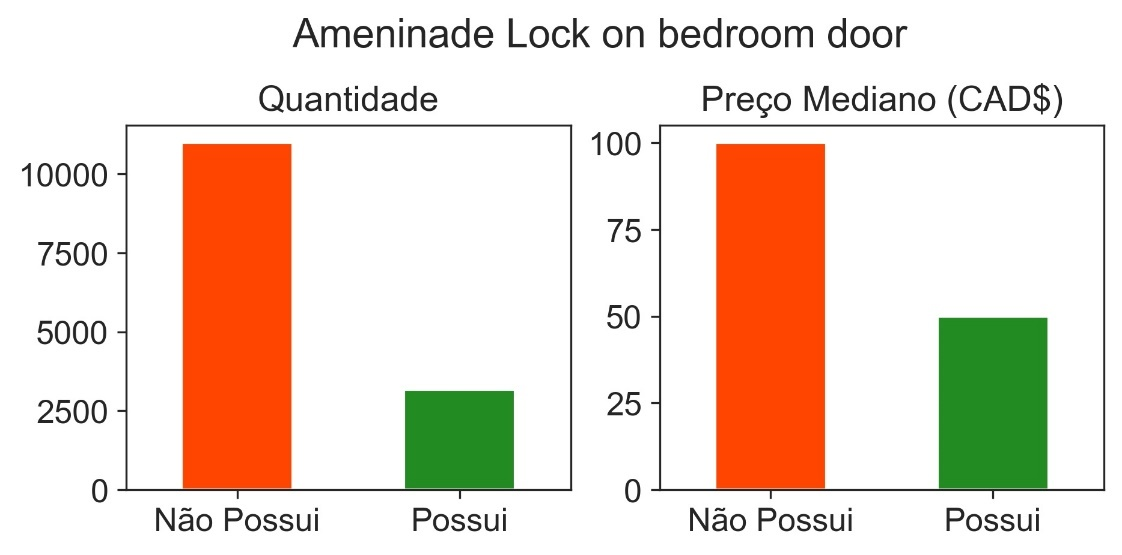 Ameninade Lock on bedroom door
Quantidade
10000
7500
5000
2500
0
Não Possui
Possui
Preço Mediano (CAD$)
100
75
50
25
0
Não Possui
Possui